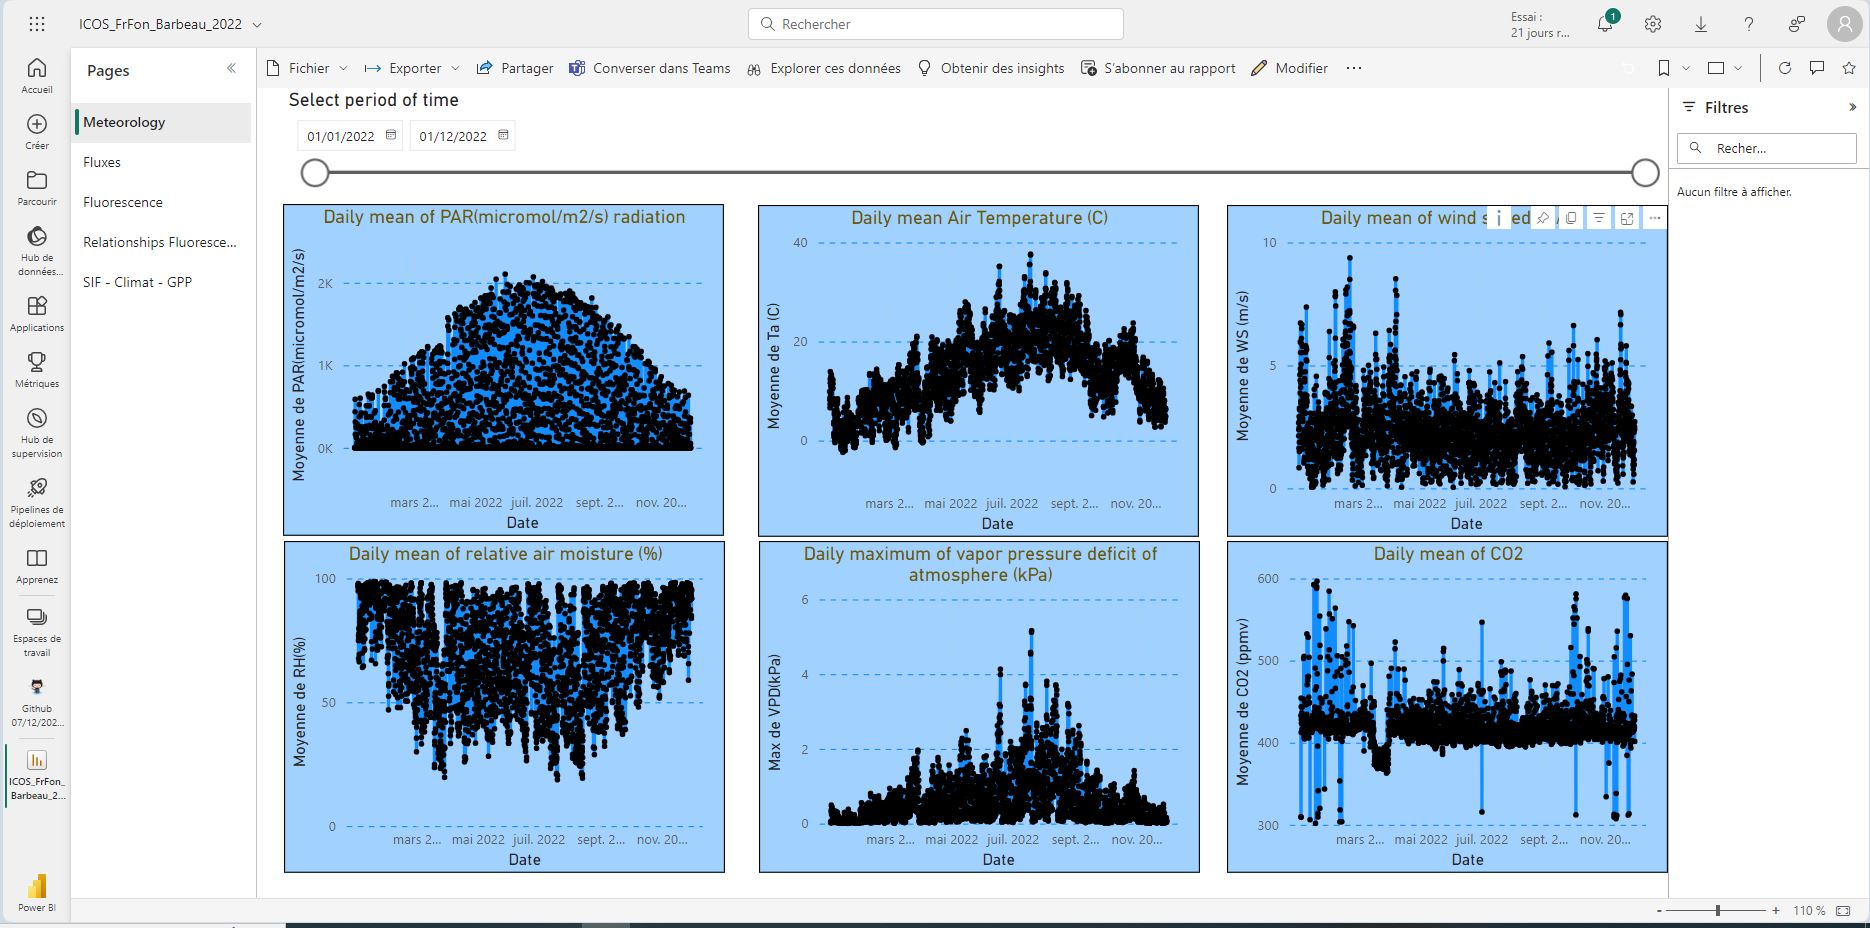 ICOS_FrFon_Barbeau_2022
Rechercher
Essai :
21 jours r...
1
Accueil
Créer
Parcourir
Hub de
données...
Applications
Métriques
Hub de
supervision
Pipelines de
déploiement
Apprenez
Espaces de
travail
Github
07/12/202...
ICOS_FrFon_
Barbeau_2...
Power BI
Pages
Meteorology
Fluxes
Fluorescence
Relationships Fluoresce...
SIF - Climat - GPP
Fichier
Exporter
Partager
Converser dans Teams
Explorer ces données
Obtenir des insights
S'abonner au rapport
Modifier
Select period of time
01/01/2022
01/12/2022
Daily mean of PAR(micromol/m2/s) radiation
Moyenne de PAR(micromol/m2/s)
2K
1K
0K
mars 2... mai 2022 juil. 2022 sept. 2... nov. 20...
Date
Daily mean Air Temperature (C)
Moyenne de Ta (C)
40
20
0
mars 2... mai 2022 juil. 2022 sept. 2... nov. 20...
Date
Daily mean of wind s ed
Moyenne de WS (m/s)
10
5
0
mars 2... mai 2022 juil. 2022 sept. 2... nov. 20...
Date
Daily mean of relative air moisture (%)
Moyenne de RH(%)
100
50
0
mars 2... mai 2022 juil. 2022 sept. 2... nov. 20...
Date
Daily maximum of vapor pressure deficit of
atmosphere (kPa)
Max de VPD(kPa)
6
4
2
0
mars 2... mai 2022 juil. 2022 sept. 2... nov. 20...
Date
Daily mean of CO2
Moyenne de CO2 (ppmv)
600
500
400
300
mars 2... mai 2022 juil. 2022 sept. 2... nov. 20...
Date
Filtres
Recher...
Aucun filtre à afficher.
- + 110 %